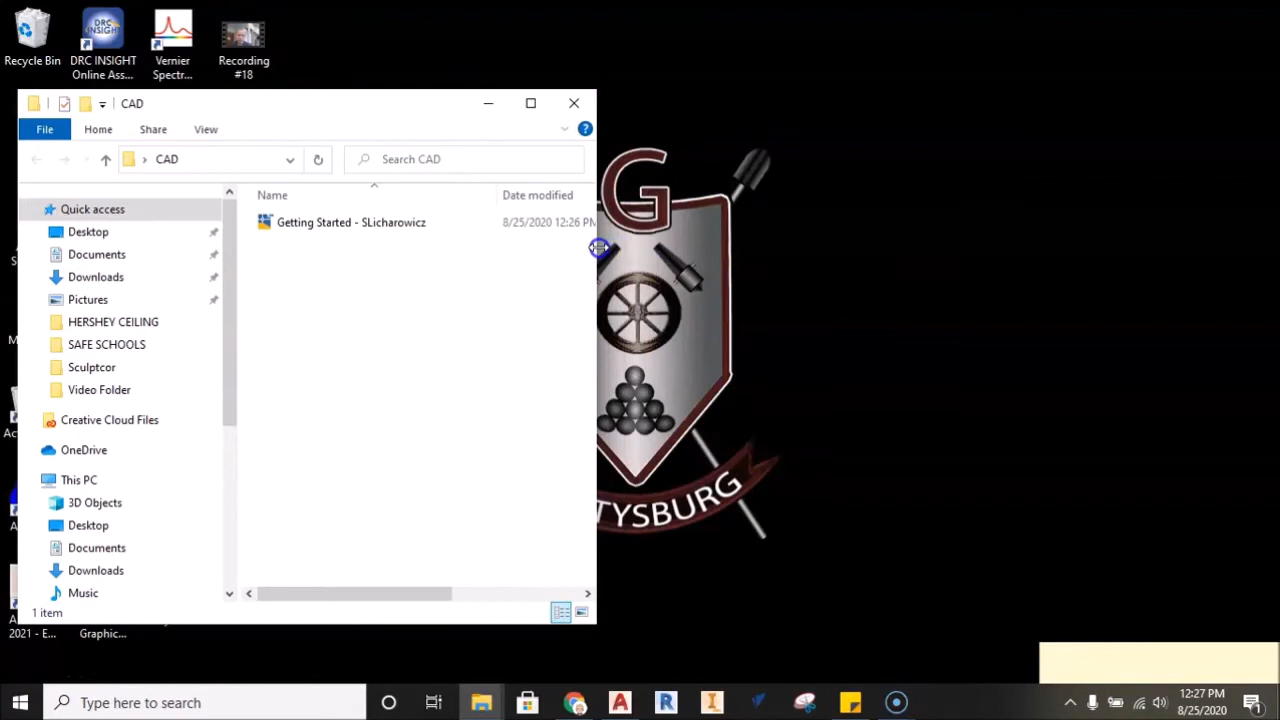 Recycle Bin
DRC INSIGHT Online Ass...
Vernier Spectr...
Recording #18
DRC INSIGHT
CAD
File Home Share View
CAD
Search CAD
Name Date modified
Getting Started - SLicharowicz 8/25/2020 12:26 PM
Quick access
Desktop
Documents
Downloads
Pictures
HERSHEY CEILING
SAFE SCHOOLS
Sculptcor
Video Folder
Creative Cloud Files
OneDrive
This PC
3D Objects
Desktop
Documents
Downloads
Music
1 item
2021 - E...
Graphic...
G
TYSBURG
Type here to search
12:27 PM
8/25/2020